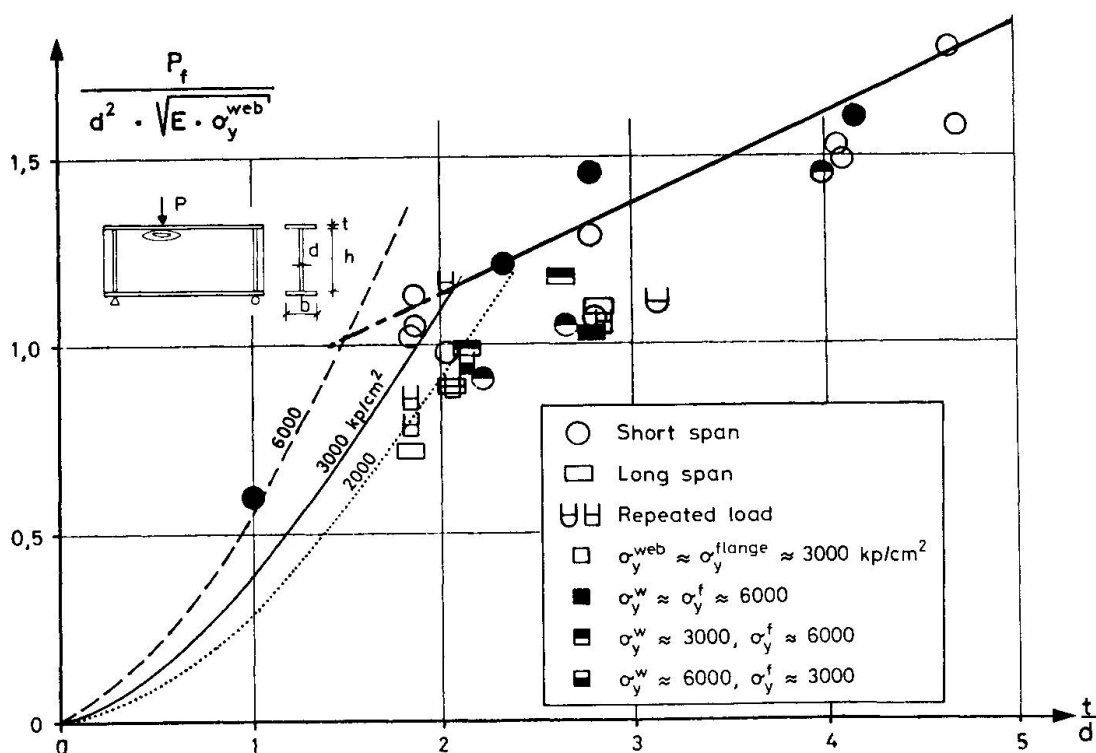 P_f
d² · √E · σ_y^web
1,5
1,0
0,5
0
P
t
d
h
b
6000
3000 kp/cm²
2000
Short span
Long span
Repeated load
σ_y^web ≈ σ_y^flange ≈ 3000 kp/cm²
σ_y^w ≈ σ_y^f ≈ 6000
σ_y^w ≈ 3000, σ_y^f ≈ 6000
σ_y^w ≈ 6000, σ_y^f ≈ 3000
0 1 2 3 4 5
t
d